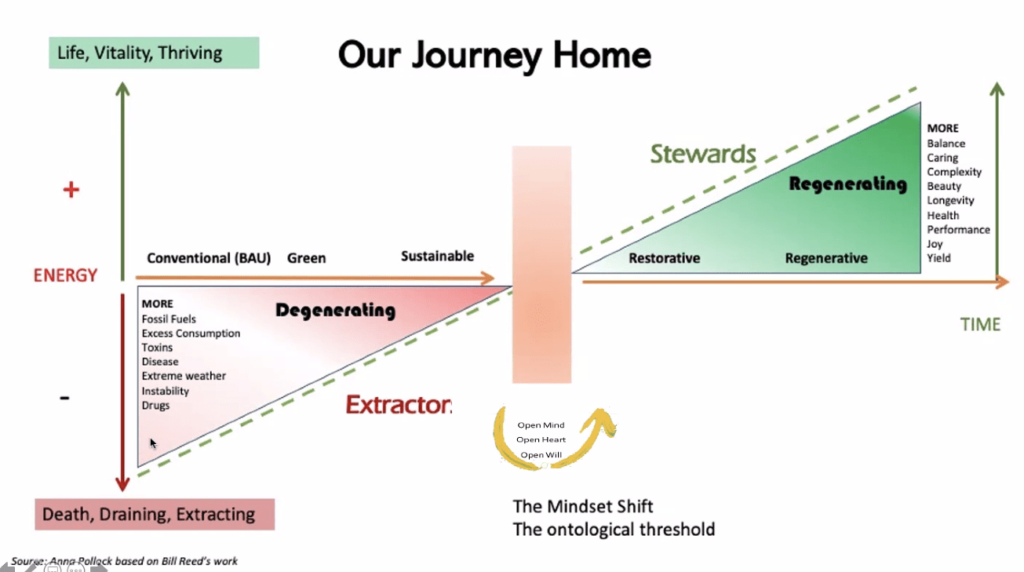 Our Journey Home
Life, Vitality, Thriving
+
ENERGY
-
Death, Draining, Extracting
Conventional (BAU) Green Sustainable
Degenerating
MORE
Fossil Fuels
Excess Consumption
Toxins
Disease
Extreme weather
Instability
Drugs
Extractor
Open Mind
Open Heart
Open Will
The Mindset Shift
The ontological threshold
Stewards
Regenerating
Restorative Regenerative
MORE
Balance
Caring
Complexity
Beauty
Longevity
Health
Performance
Joy
Yield
TIME
Source: Anna Pollock based on Bill Reed's work